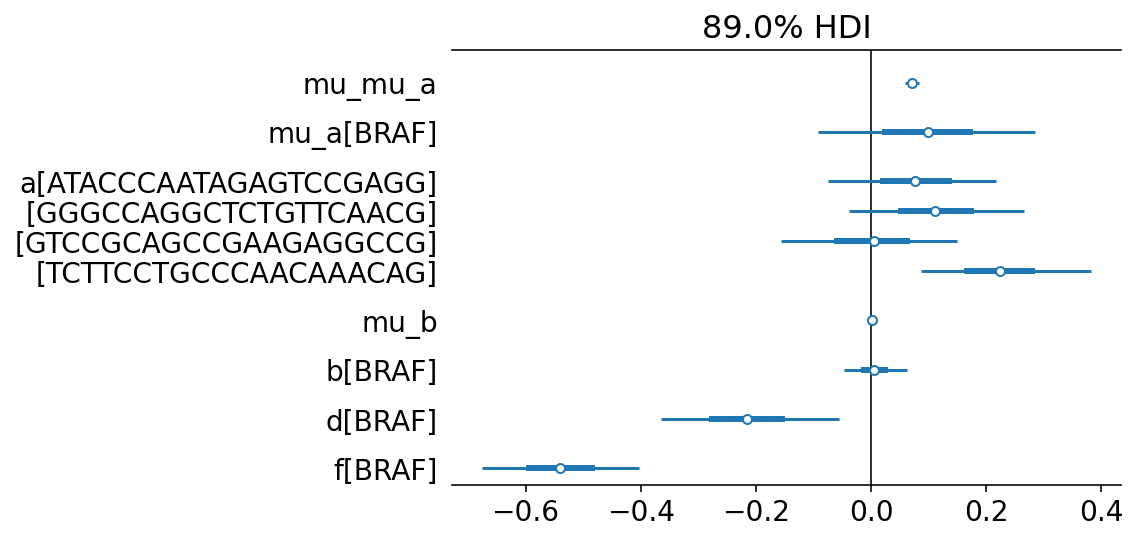 89.0% HDI
mu_mu_a
mu_a[BRAF]
a[ATACCCAATAGAGTCCGAGG]
[GGGCCAGGCTCTGTTCAACG]
[GTCCGCAGCCGAAGAGGCCG]
[TCTTCCTGCCCAACAAACAG]
mu_b
b[BRAF]
d[BRAF]
f[BRAF]
−0.6 −0.4 −0.2 0.0 0.2 0.4